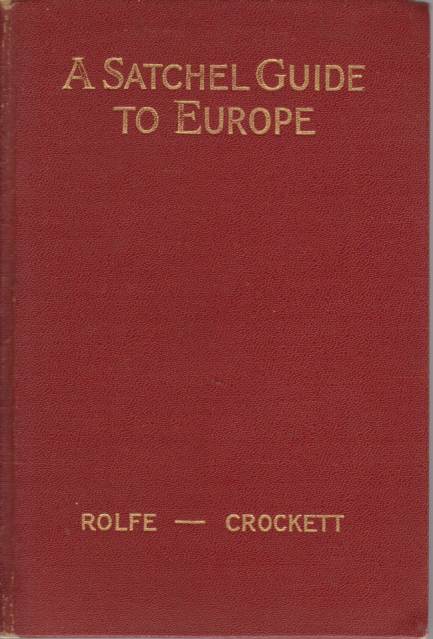 A SATCHEL GUIDE
TO EUROPE
ROLFE — CROCKETT